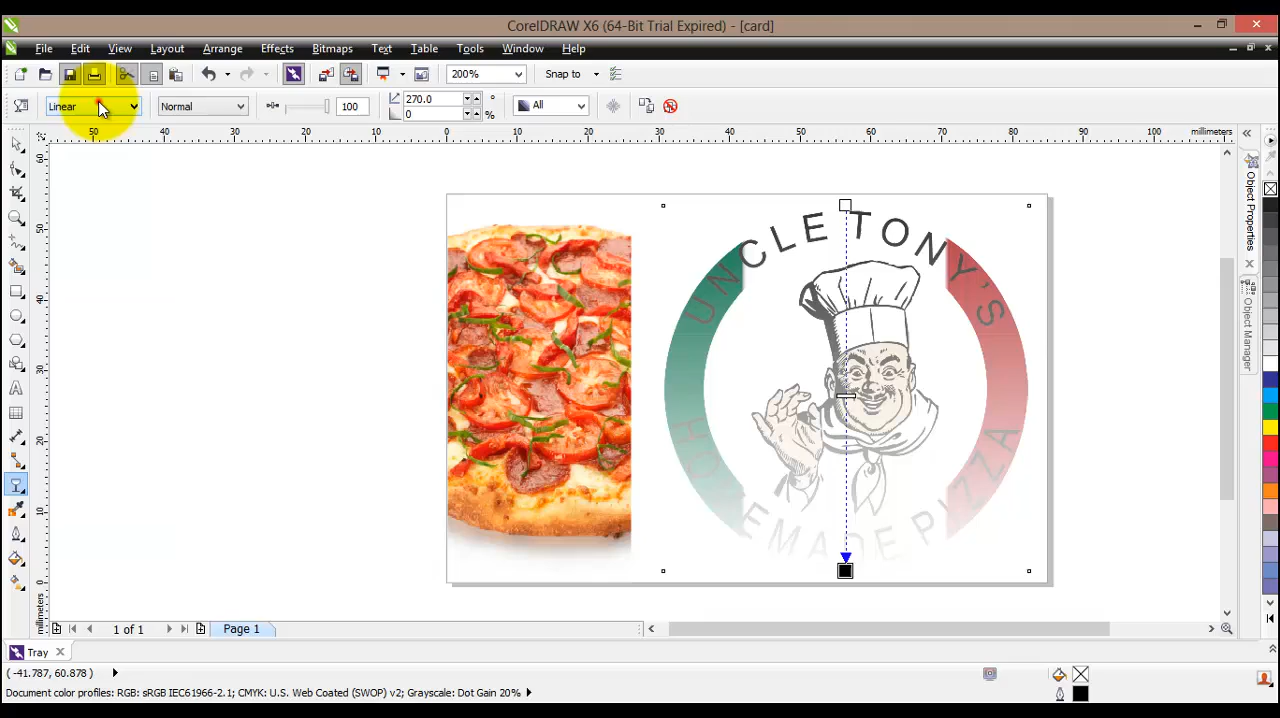 CorelDRAW X6 (64-Bit Trial Expired) - [card]
File Edit View Layout Arrange Effects Bitmaps Text Table Tools Window Help
200% Snap to
Linear Normal 100 270.0 ° All
0 %
50 0 10 20 30 40 50 60 70 80 90 100 millimeters
60
50
40
30
20
10
0
millimeters
UNCLE TONY'S
HOMEMADE PIZZA
Object Properties
Object Manager
1 of 1 Page 1
Tray
( -41.787, 60.878 )
Document color profiles: RGB: sRGB IEC61966-2.1; CMYK: U.S. Web Coated (SWOP) v2; Grayscale: Dot Gain 20%